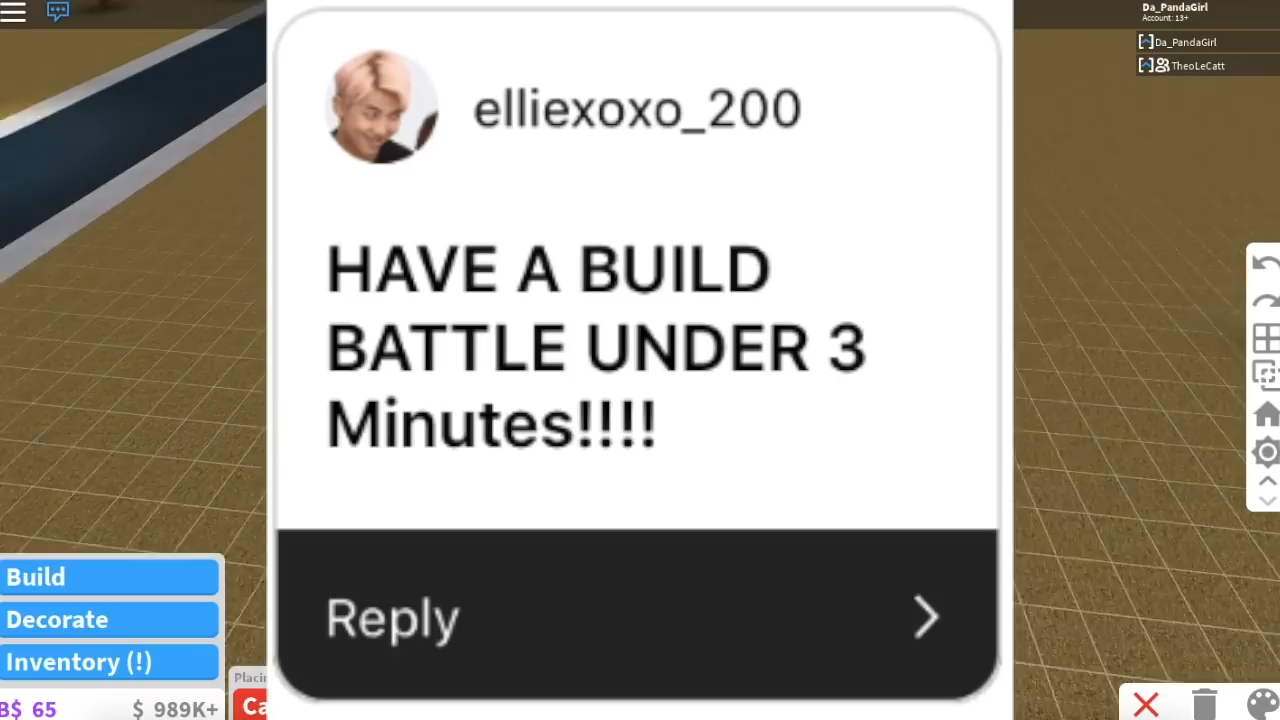 Da_PandaGirl
Account: 13+
Da_PandaGirl
TheoLeCatt
elliexoxo_200
HAVE A BUILD
BATTLE UNDER 3
Minutes!!!!
Reply
Build
Decorate
Inventory (!)
B$ 65 $ 989K+